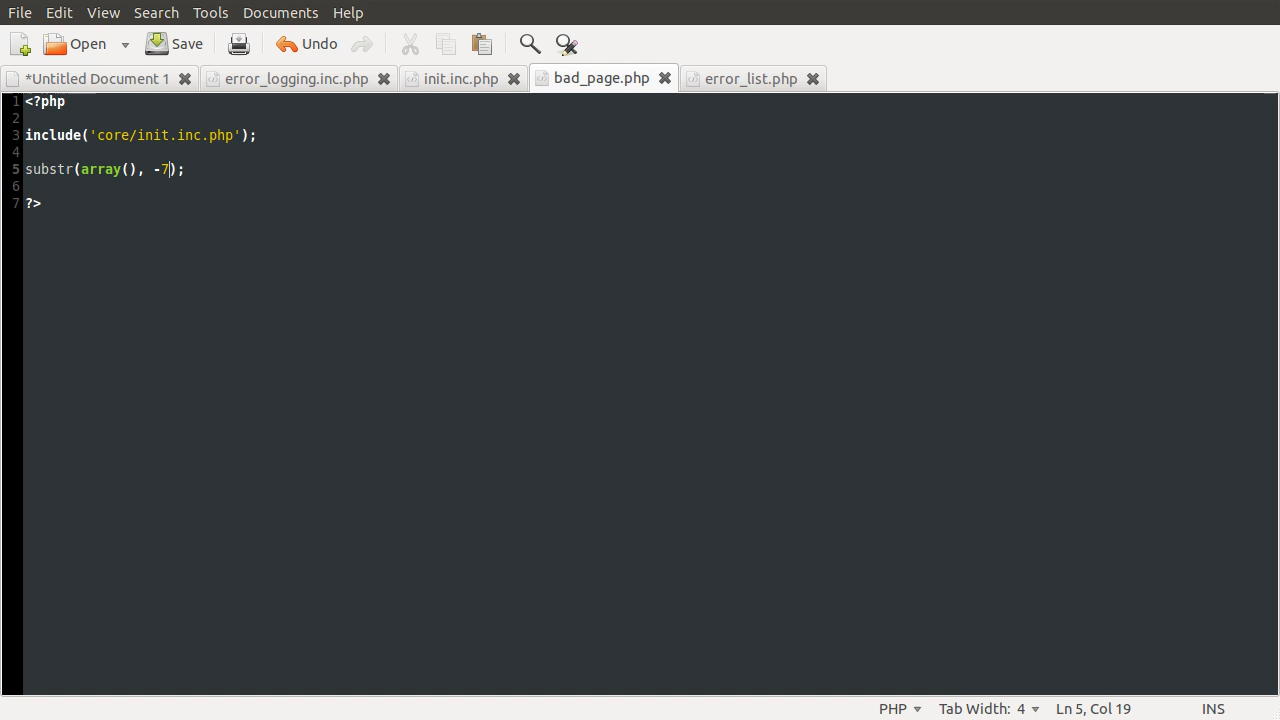 File Edit View Search Tools Documents Help
Open Save Undo
*Untitled Document 1 error_logging.inc.php init.inc.php bad_page.php error_list.php
1 <?php
2
3 include('core/init.inc.php');
4
5 substr(array(), -7);
6
7 ?>
PHP Tab Width: 4 Ln 5, Col 19 INS